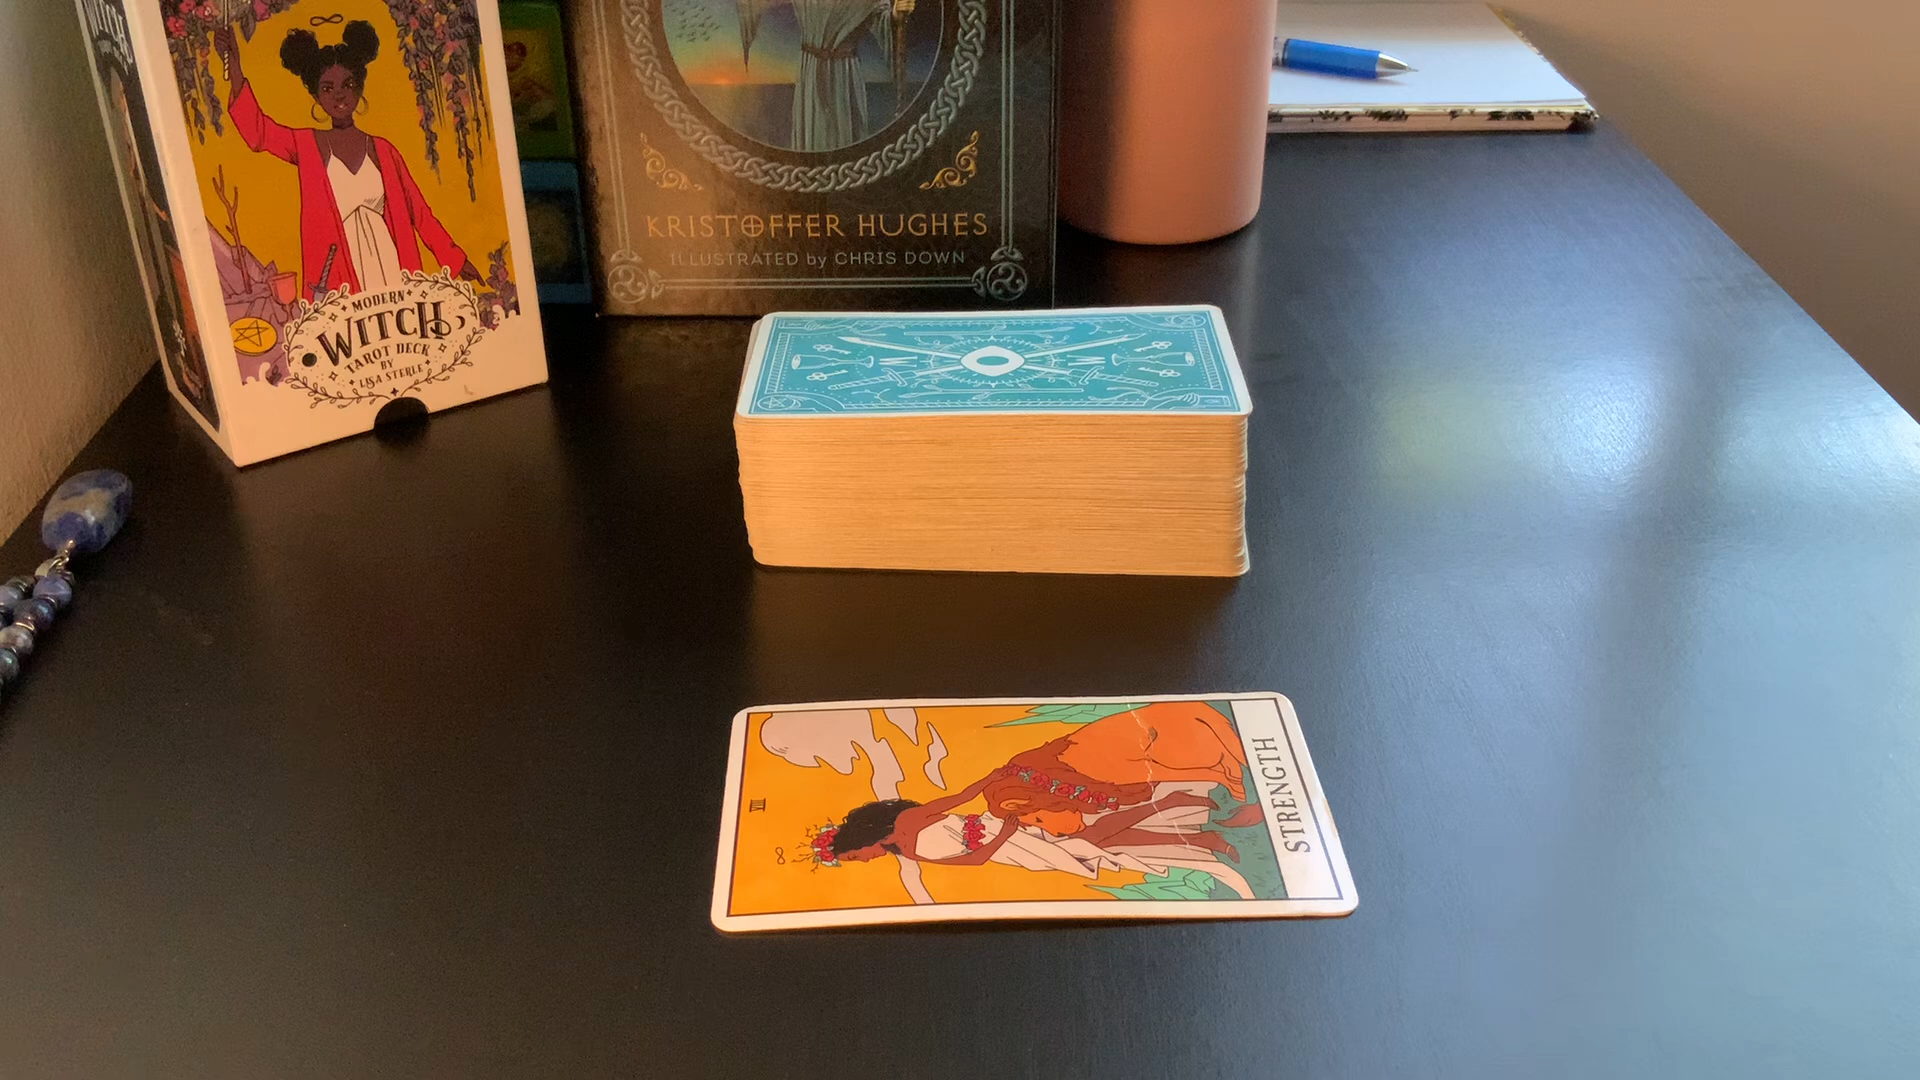 MODERN
WITCH
TAROT DECK
BY
LISA STERLE
KRISTOFFER HUGHES
ILLUSTRATED by CHRIS DOWN
VIII
STRENGTH